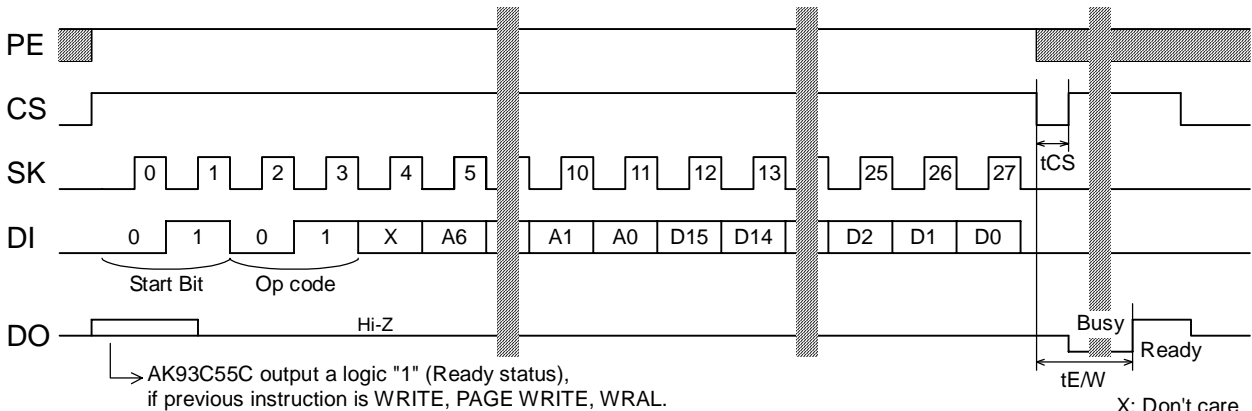 PE
CS
tCS
SK 0 1 2 3 4 5 10 11 12 13 25 26 27
DI 0 1 0 1 X A6 A1 A0 D15 D14 D2 D1 D0
Start Bit Op code
DO Hi-Z Busy Ready
tE/W
AK93C55C output a logic "1" (Ready status),
if previous instruction is WRITE, PAGE WRITE, WRAL.
X: Don't care